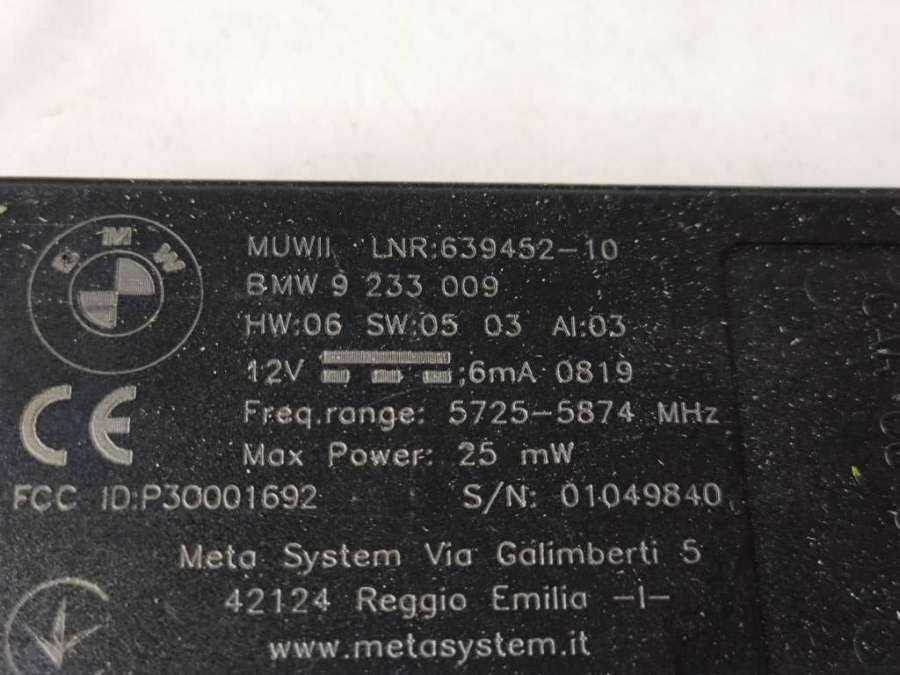 BMW
MUWII LNR:639452-10
BMW 9 233 009
HW:06 SW:05 03 AI:03
12V ;6mA 0819
Freq.range: 5725-5874 MHz
Max Power: 25 mW
CE
FCC ID:P30001692 S/N: 01049840
Meta System Via Galimberti 5
42124 Reggio Emilia -I-
www.metasystem.it